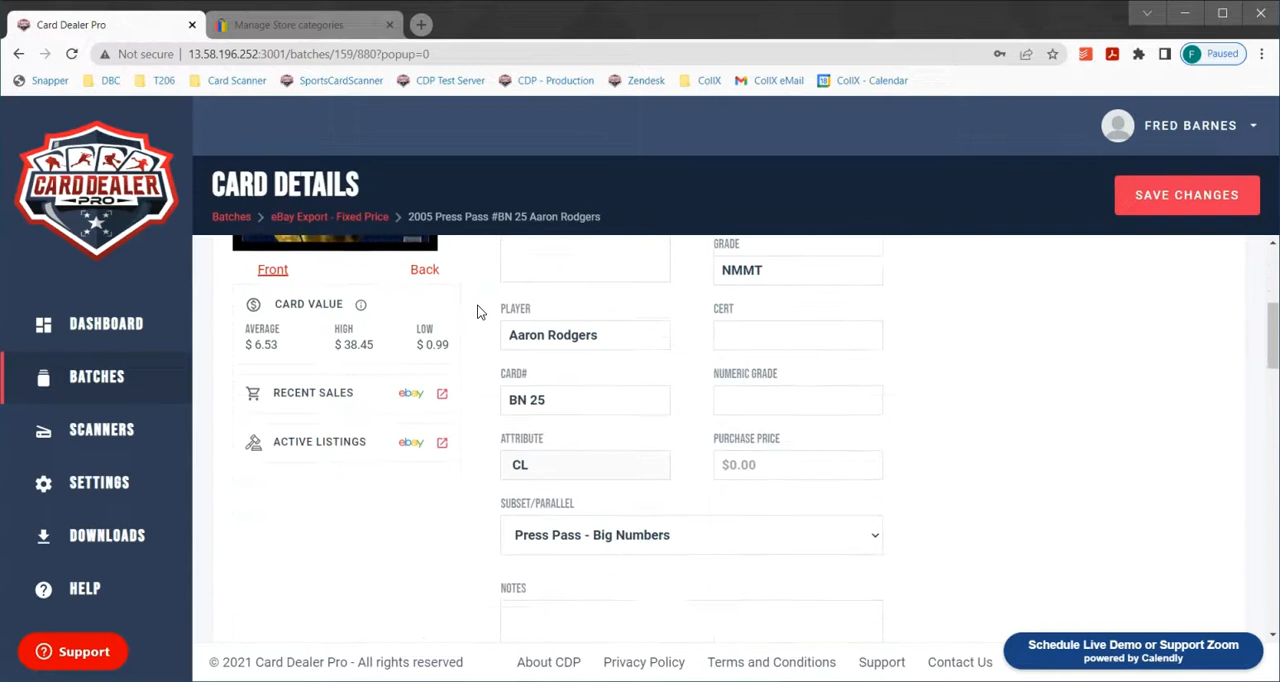 Card Dealer Pro
Manage Store categories
Not secure | 13.58.196.252:3001/batches/159/880?popup=0
F Paused
Snapper DBC T206 Card Scanner SportsCardScanner CDP Test Server CDP - Production Zendesk CollX CollX eMail CollX - Calendar
CARD DEALER
PRO
FRED BARNES
CARD DETAILS
SAVE CHANGES
Batches > eBay Export - Fixed Price > 2005 Press Pass #BN 25 Aaron Rodgers
DASHBOARD
BATCHES
SCANNERS
SETTINGS
DOWNLOADS
HELP
Support
Front Back
CARD VALUE
AVERAGE HIGH LOW
$ 6.53 $ 38.45 $ 0.99
RECENT SALES ebay
ACTIVE LISTINGS ebay
GRADE
NMMT
PLAYER CERT
Aaron Rodgers
CARD# NUMERIC GRADE
BN 25
ATTRIBUTE PURCHASE PRICE
CL $0.00
SUBSET/PARALLEL
Press Pass - Big Numbers
NOTES
Schedule Live Demo or Support Zoom
powered by Calendly
© 2021 Card Dealer Pro - All rights reserved About CDP Privacy Policy Terms and Conditions Support Contact Us